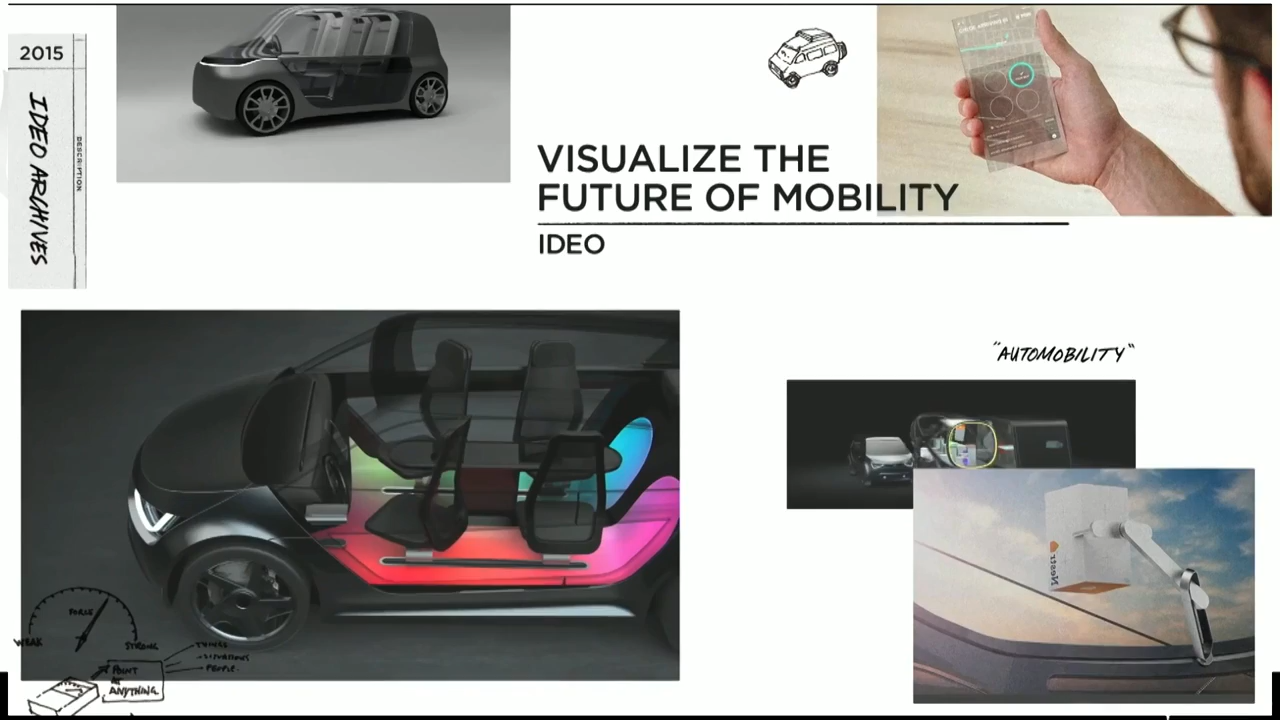 2015
IDEO ARCHIVES
DESCRIPTION
VISUALIZE THE
FUTURE OF MOBILITY
IDEO
"AUTOMOBILITY"
FORCE
WEAK
STRONG
POINT
AT
ANYTHING
THINGS
PEOPLE